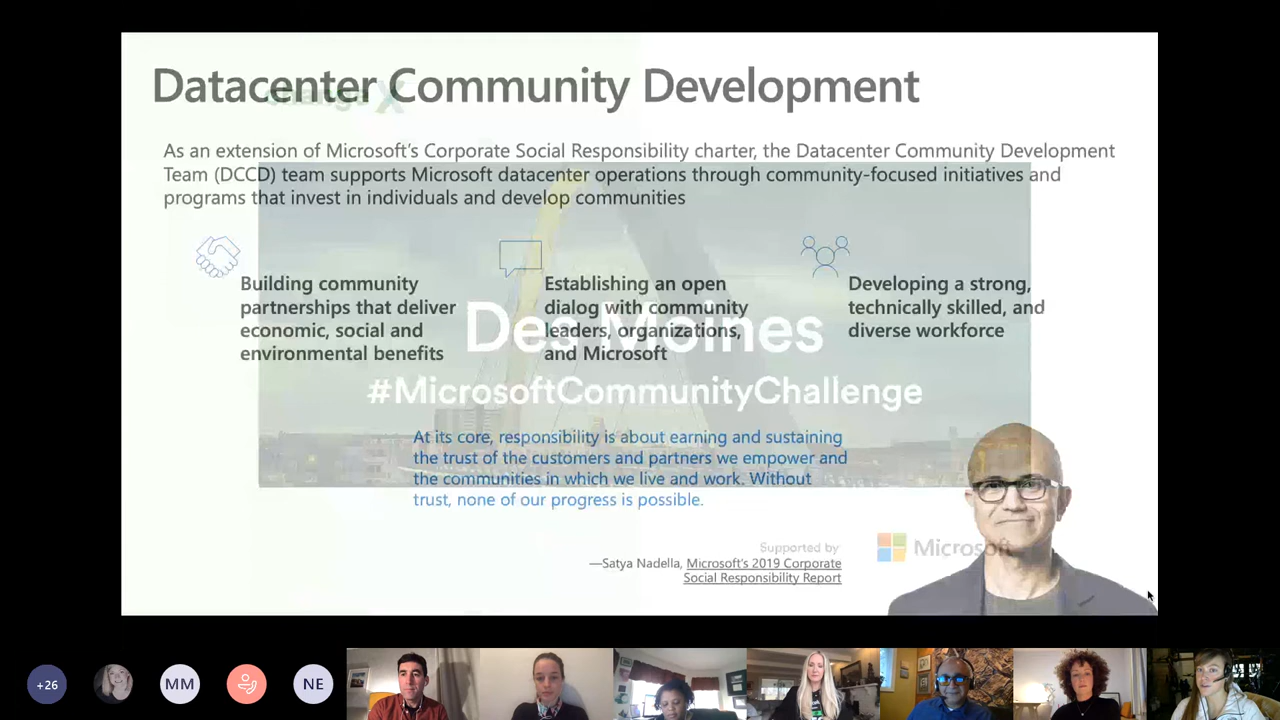 Datacenter Community Development
changeX
As an extension of Microsoft's Corporate Social Responsibility charter, the Datacenter Community Development
Team (DCCD) team supports Microsoft datacenter operations through community-focused initiatives and
programs that invest in individuals and develop communities
Building community
partnerships that deliver
economic, social and
environmental benefits
Establishing an open
dialog with community
leaders, organizations,
and Microsoft
Developing a strong,
technically skilled, and
diverse workforce
Des Moines
#MicrosoftCommunityChallenge
At its core, responsibility is about earning and sustaining
the trust of the customers and partners we empower and
the communities in which we live and work. Without
trust, none of our progress is possible.
Supported by
Microsoft
—Satya Nadella, Microsoft's 2019 Corporate
Social Responsibility Report
+26
MM
NE